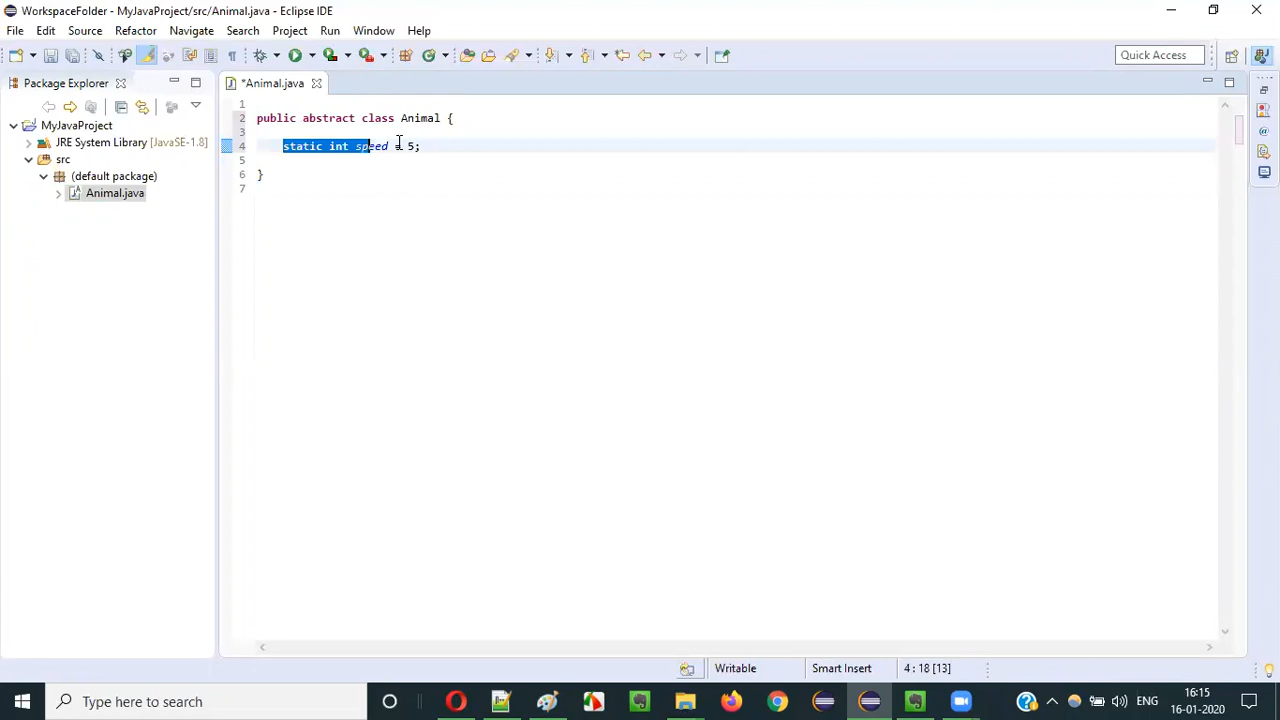 WorkspaceFolder - MyJavaProject/src/Animal.java - Eclipse IDE
File Edit Source Refactor Navigate Search Project Run Window Help
Quick Access
Package Explorer
*Animal.java
MyJavaProject
JRE System Library [JavaSE-1.8]
src
(default package)
Animal.java
1
2 public abstract class Animal {
3
4 static int speed = 5;
5
6 }
7
Writable Smart Insert 4 : 18 [13]
Type here to search
ENG
16:15
16-01-2020